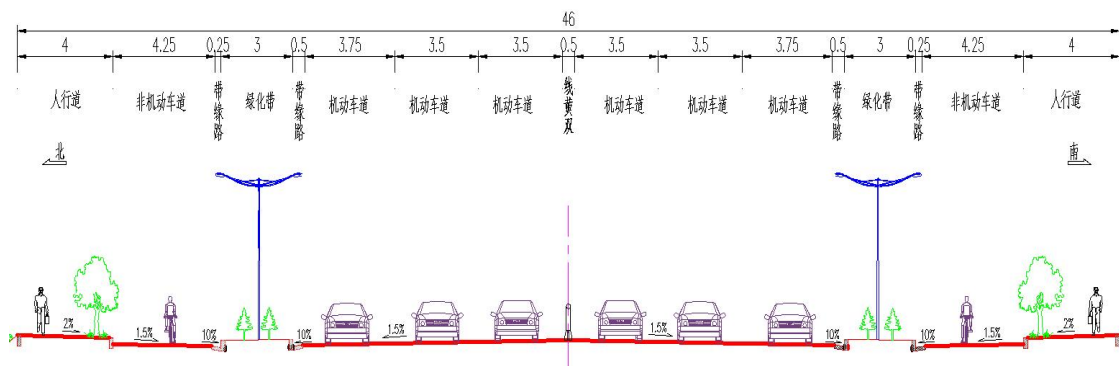 46
4 4.25 0.25 3 0.5 3.75 3.5 3.5 0.5 3.5 3.5 3.75 0.5 3 0.25 4.25 4
人行道 非机动车道 带缘路 绿化带 带缘路 机动车道 机动车道 机动车道 线黄双 机动车道 机动车道 机动车道 带缘路 绿化带 带缘路 非机动车道 人行道
北 南
2% 1.5% 10% 10% 1.5% 1.5% 10% 10% 1.5% 2%